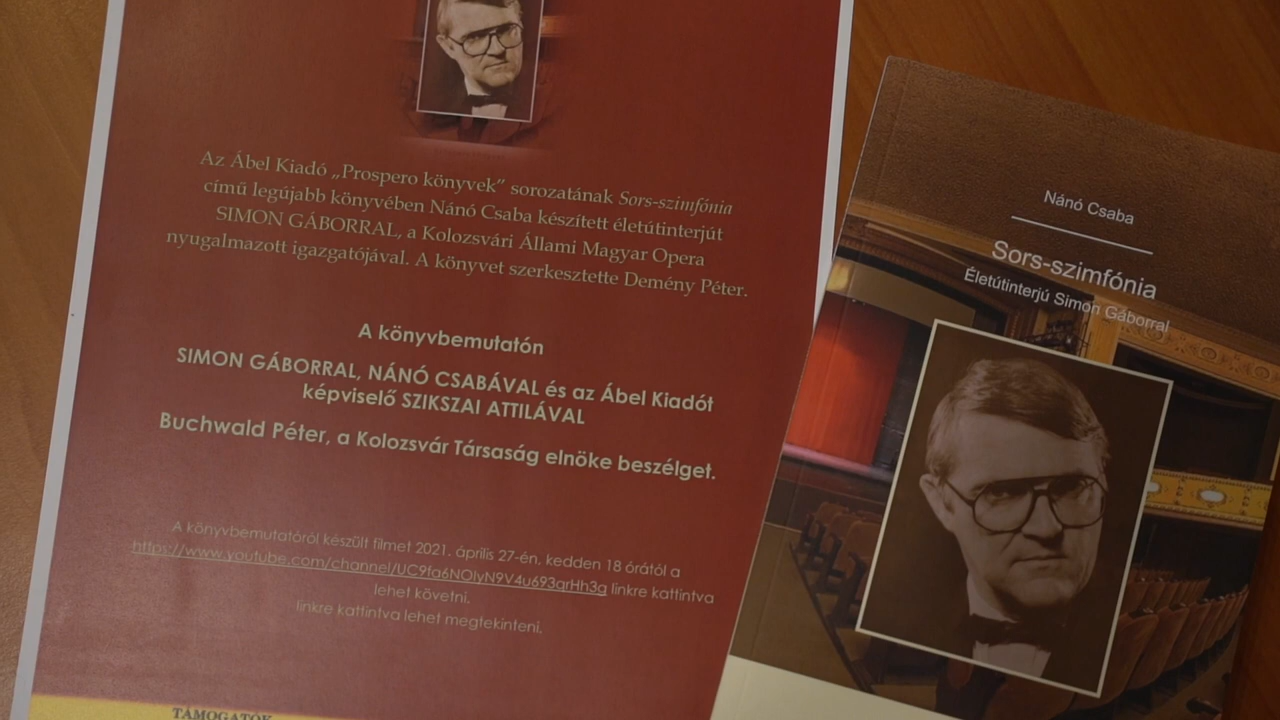 Az Ábel Kiadó „Prospero könyvek” sorozatának Sors-szimfónia
című legújabb könyvében Nánó Csaba készített életútinterjút
SIMON GÁBORRAL, a Kolozsvári Állami Magyar Opera
nyugalmazott igazgatójával. A könyvet szerkesztette Demény Péter.
A könyvbemutatón
SIMON GÁBORRAL, NÁNÓ CSABÁVAL és az Ábel Kiadót
képviselő SZIKSZAI ATTILÁVAL
Buchwald Péter, a Kolozsvár Társaság elnöke beszélget.
A könyvbemutatóról készült filmet 2021. április 27-én, kedden 18 órától a
https://www.youtube.com/channel/UC9fa6NOlyN9V4u693qrHh3g linkre kattintva
lehet követni.
linkre kattintva lehet megtekinteni.
TÁMOGATÓK
Nánó Csaba
Sors-szimfónia
Életútinterjú Simon Gáborral